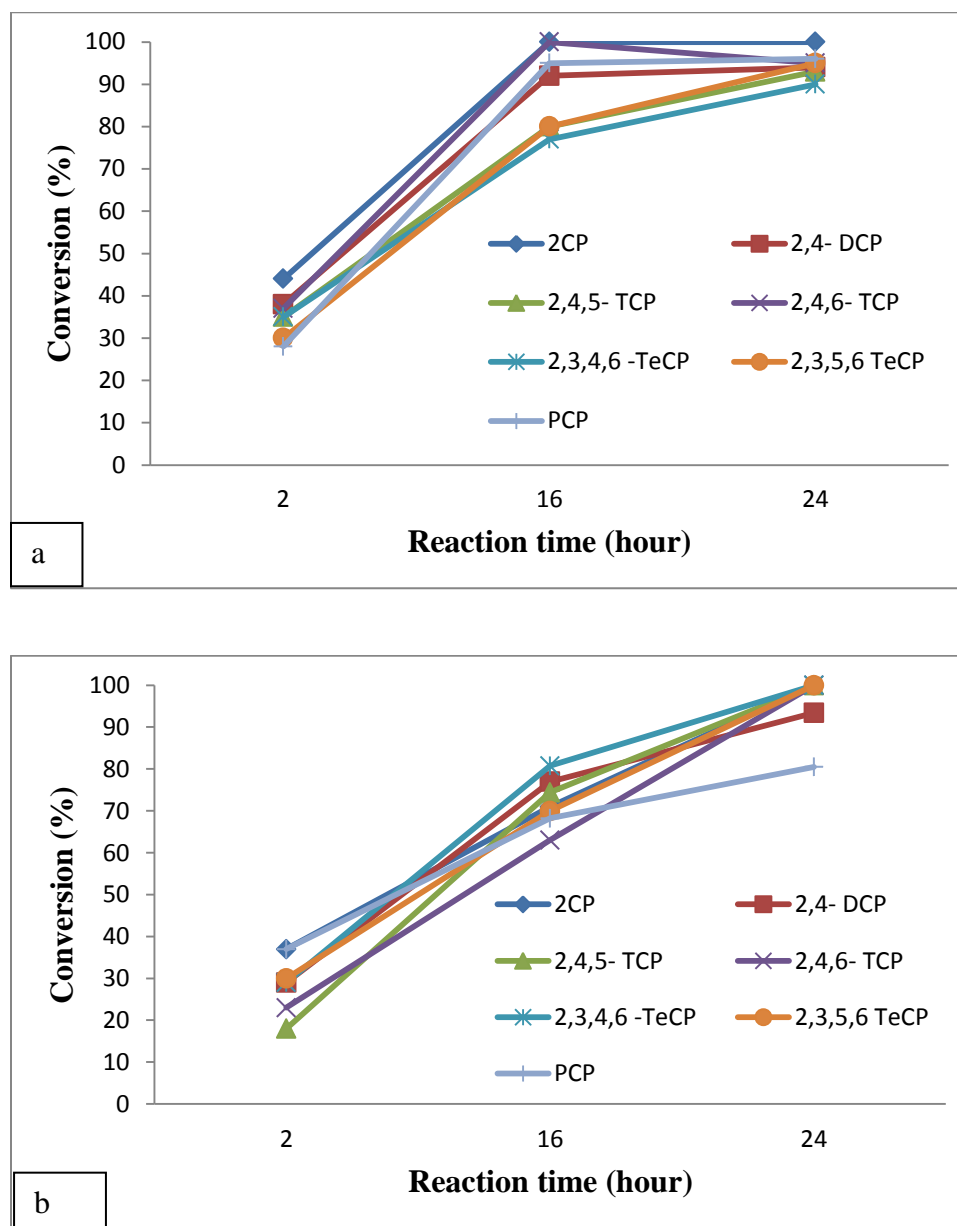 100
90
80
70
60
50
40
30
20
10
0
Conversion (%)
2CP 2,4- DCP
2,4,5- TCP 2,4,6- TCP
2,3,4,6 -TeCP 2,3,5,6 TeCP
PCP
2 16 24
Reaction time (hour)
a
100
90
80
70
60
50
40
30
20
10
0
Conversion (%)
2CP 2,4- DCP
2,4,5- TCP 2,4,6- TCP
2,3,4,6 -TeCP 2,3,5,6 TeCP
PCP
2 16 24
Reaction time (hour)
b